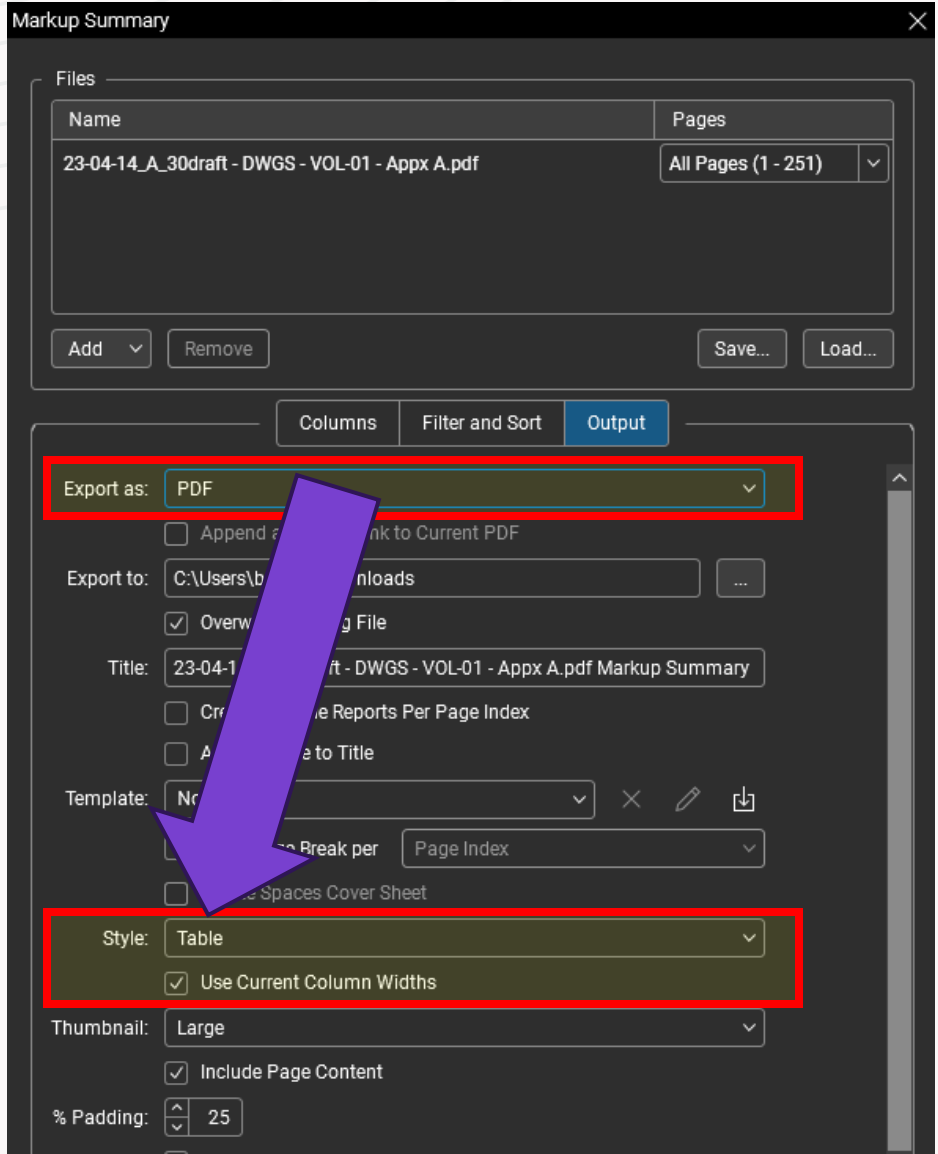 Markup Summary
Files
Name Pages
23-04-14_A_30draft - DWGS - VOL-01 - Appx A.pdf All Pages (1 - 251)
Add Remove Save... Load...
Columns Filter and Sort Output
Export as: PDF
Append to Current PDF
Export to: C:\Users\ ...
File
Title: - DWGS - VOL-01 - Appx A.pdf Markup Summary
Reports Per Page Index
to Title
Template:
Break per Page Index
Spaces Cover Sheet
Style: Table
Use Current Column Widths
Thumbnail: Large
Include Page Content
% Padding: 25